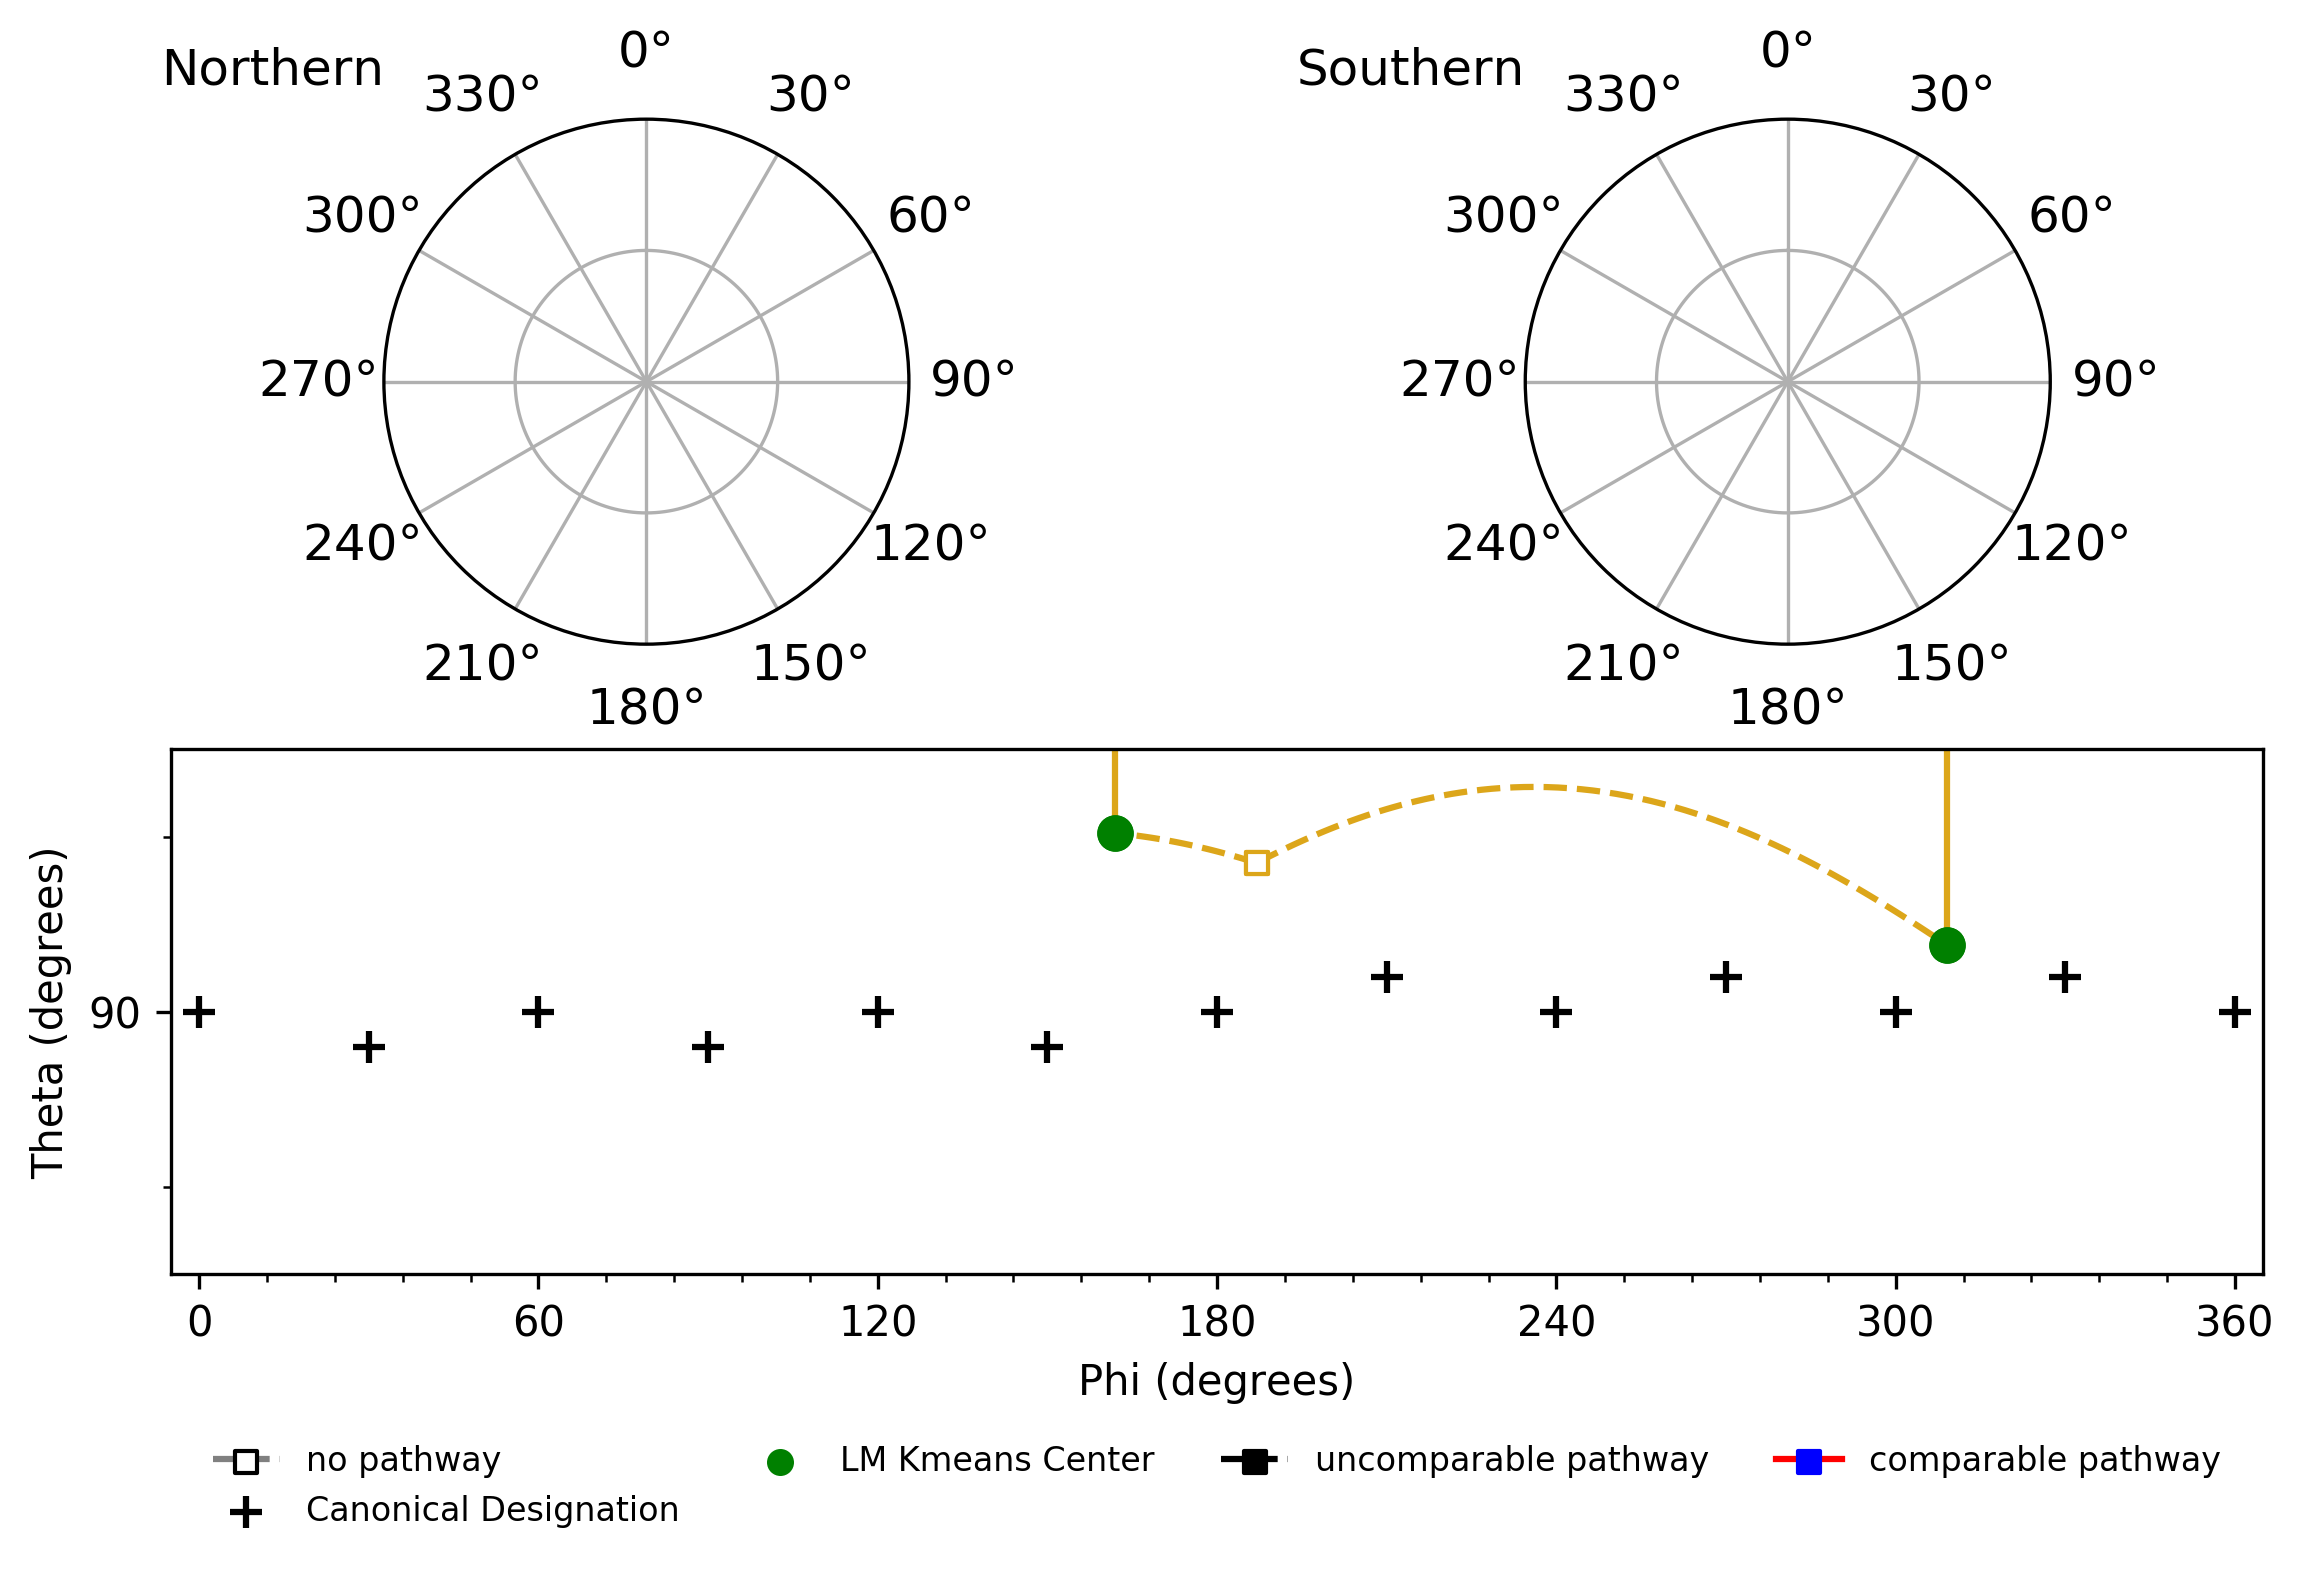 Northern
0°
330°
30°
300°
60°
270°
90°
240°
120°
210°
150°
180°
Southern
0°
330°
30°
300°
60°
270°
90°
240°
120°
210°
150°
180°
Theta (degrees)
90
0 60 120 180 240 300 360
Phi (degrees)
no pathway
LM Kmeans Center
uncomparable pathway
comparable pathway
Canonical Designation